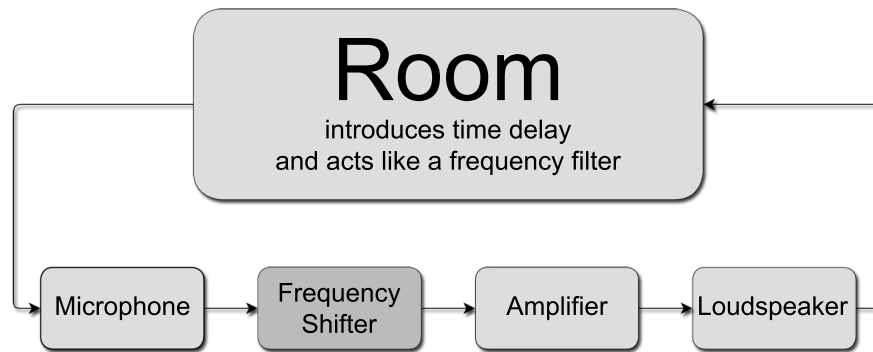 Room
introduces time delay
and acts like a frequency filter
Microphone
Frequency
Shifter
Amplifier
Loudspeaker